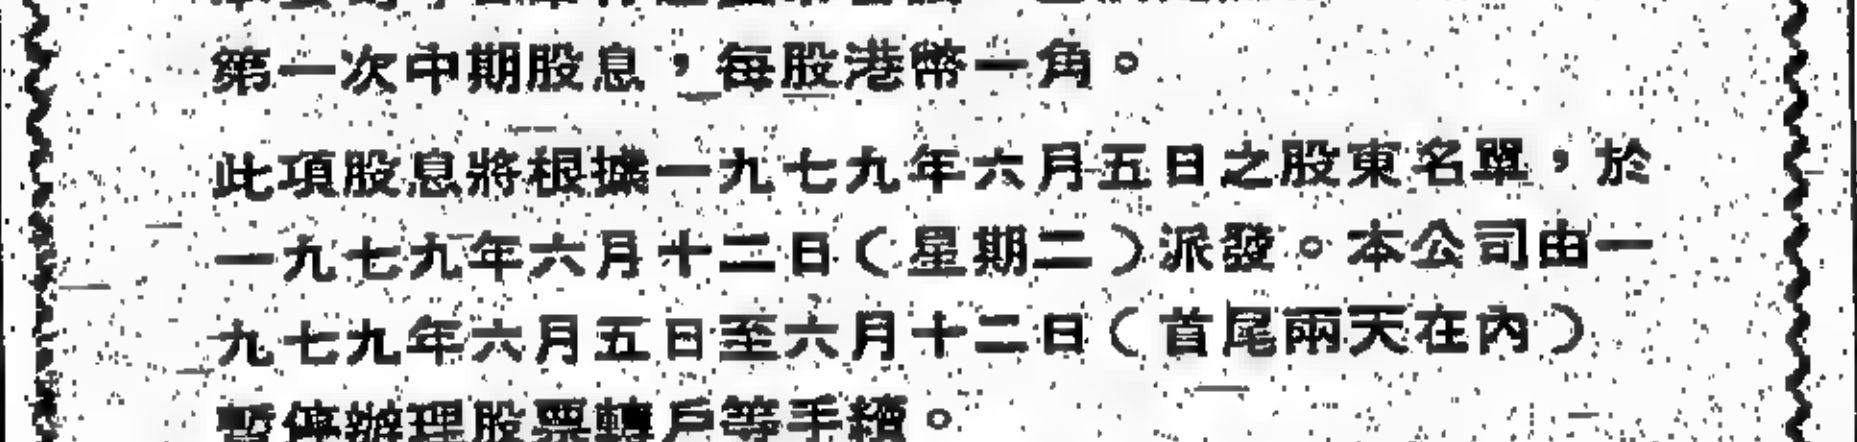 第一次中期股息，每股港幣一角。
此項股息將根據一九七九年六月五日之股東名單，於
一九七九年六月十二日（星期二）派發。本公司由一
九七九年六月五日至六月十二日（首尾兩天在內）
暫停辦理股票轉戶等手續。